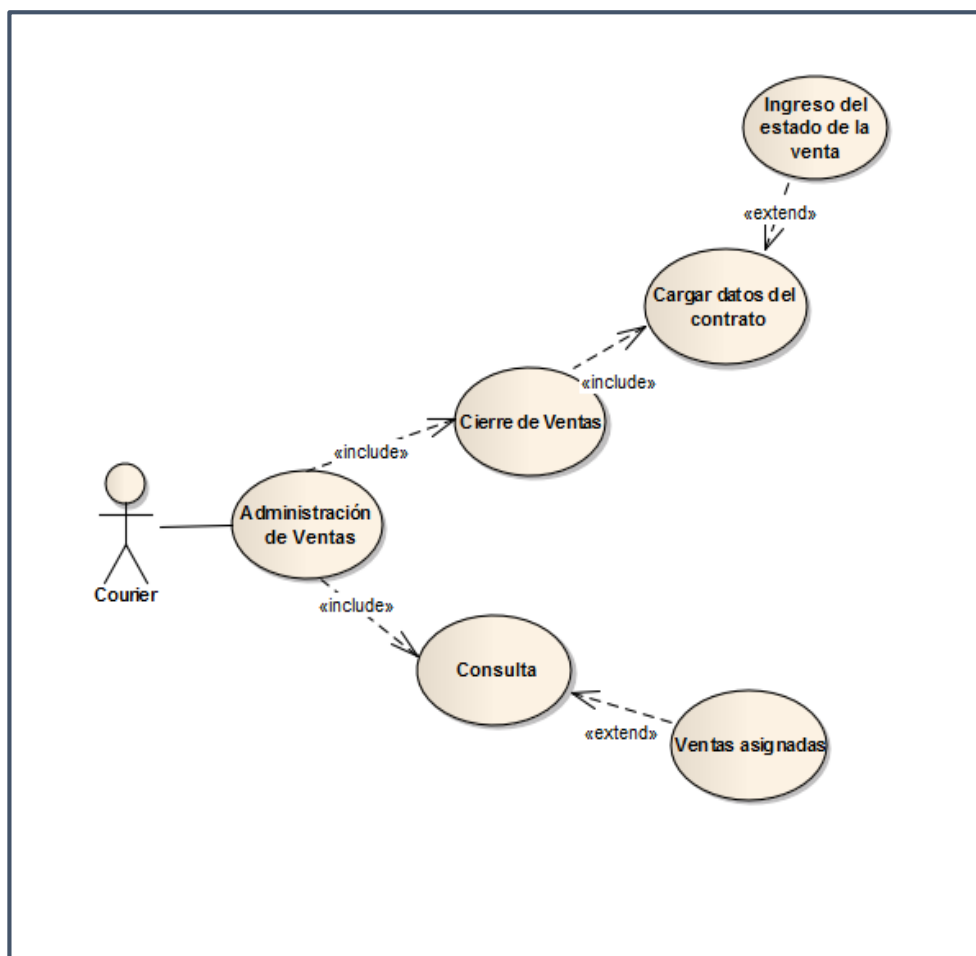 Ingreso del
estado de la
venta
«extend»
Cargar datos del
contrato
«include»
Cierre de Ventas
«include»
Administración
de Ventas
Courier
«include»
Consulta
«extend»
Ventas asignadas